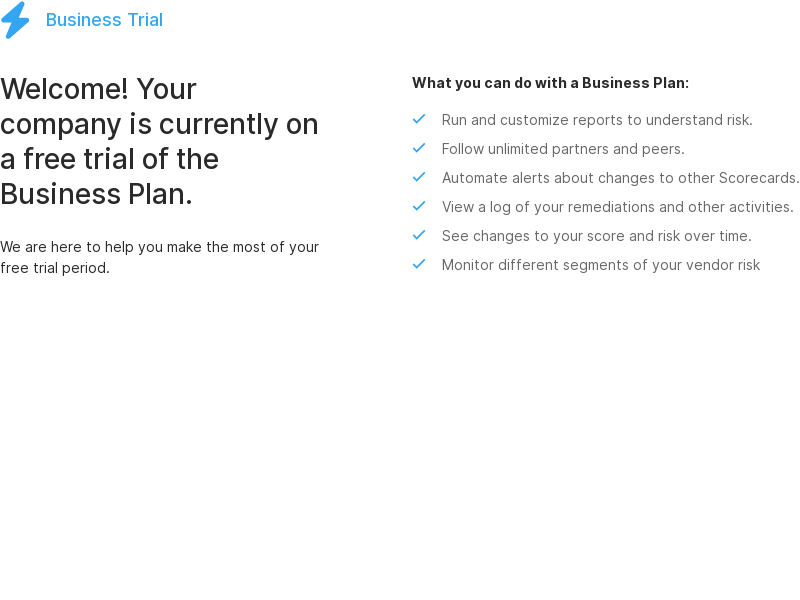 Business Trial
Welcome! Your
company is currently on
a free trial of the
Business Plan.
We are here to help you make the most of your
free trial period.
What you can do with a Business Plan:
Run and customize reports to understand risk.
Follow unlimited partners and peers.
Automate alerts about changes to other Scorecards.
View a log of your remediations and other activities.
See changes to your score and risk over time.
Monitor different segments of your vendor risk